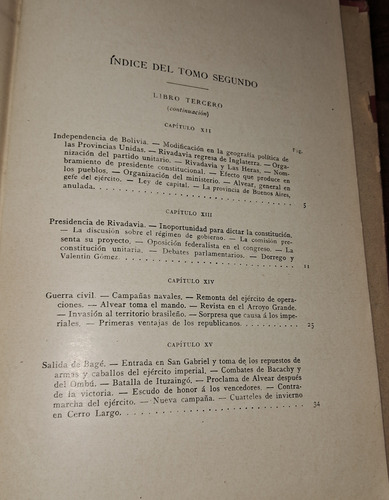 ÍNDICE DEL TOMO SEGUNDO
LIBRO TERCERO
(continuación)
CAPÍTULO XII
Pág.
Independencia de Bolivia. — Modificación en la geografía política de
las Provincias Unidas. — Rivadavia regresa de Inglaterra. — Orga-
nización del partido unitario. — Rivadavia y Las Heras. — Nom-
bramiento de presidente constitucional. — Efecto que produce en
los pueblos. — Organización del ministerio. — Alvear, general en
gefe del ejército. — Ley de capital. — La provincia de Buenos Aires,
anulada. 5
CAPÍTULO XIII
Presidencia de Rivadavia. — Inoportunidad para dictar la constitución.
— La discusión sobre el régimen de gobierno. — La comisión pre-
senta su proyecto. — Oposición federalista en el congreso. — La
constitución unitaria. — Debates parlamentarios. — Dorrego y
Valentín Gómez. 11
CAPÍTULO XIV
Guerra civil. — Campañas navales. — Remonta del ejército de opera-
ciones. — Alvear toma el mando. — Revista en el Arroyo Grande.
— Invasión al territorio brasileño. — Sorpresa que causa á los impe-
riales. — Primeras ventajas de los republicanos. 23
CAPÍTULO XV
Salida de Bagé. — Entrada en San Gabriel y toma de los repuestos de
armas y caballos del ejército imperial. — Combates de Bacachy y
del Ombú. — Batalla de Ituzaingó. — Proclama de Alvear después
de la victoria. — Escudo de honor á los vencedores. — Contra-
marcha del ejército. — Nueva campaña. — Cuarteles de invierno
en Cerro Largo. 34